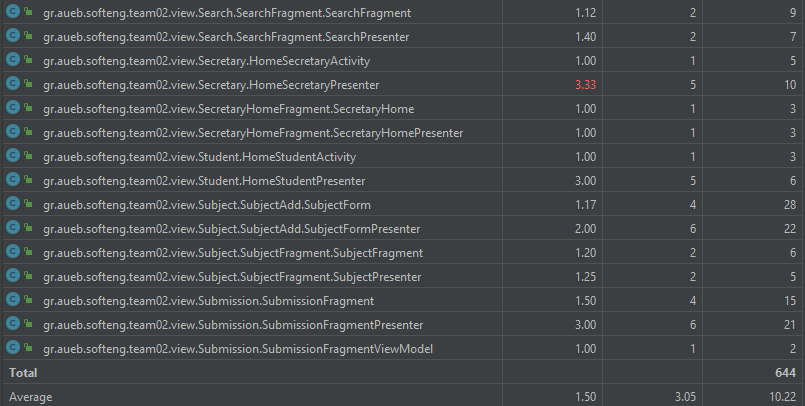 gr.aueb.softeng.team02.view.Search.SearchFragment.SearchFragment 1.12 2 9
gr.aueb.softeng.team02.view.Search.SearchFragment.SearchPresenter 1.40 2 7
gr.aueb.softeng.team02.view.Secretary.HomeSecretaryActivity 1.00 1 5
gr.aueb.softeng.team02.view.Secretary.HomeSecretaryPresenter 3.33 5 10
gr.aueb.softeng.team02.view.SecretaryHomeFragment.SecretaryHome 1.00 1 3
gr.aueb.softeng.team02.view.SecretaryHomeFragment.SecretaryHomePresenter 1.00 1 3
gr.aueb.softeng.team02.view.Student.HomeStudentActivity 1.00 1 3
gr.aueb.softeng.team02.view.Student.HomeStudentPresenter 3.00 5 6
gr.aueb.softeng.team02.view.Subject.SubjectAdd.SubjectForm 1.17 4 28
gr.aueb.softeng.team02.view.Subject.SubjectAdd.SubjectFormPresenter 2.00 6 22
gr.aueb.softeng.team02.view.Subject.SubjectFragment.SubjectFragment 1.20 2 6
gr.aueb.softeng.team02.view.Subject.SubjectFragment.SubjectPresenter 1.25 2 5
gr.aueb.softeng.team02.view.Submission.SubmissionFragment 1.50 4 15
gr.aueb.softeng.team02.view.Submission.SubmissionFragmentPresenter 3.00 6 21
gr.aueb.softeng.team02.view.Submission.SubmissionFragmentViewModel 1.00 1 2
Total 644
Average 1.50 3.05 10.22